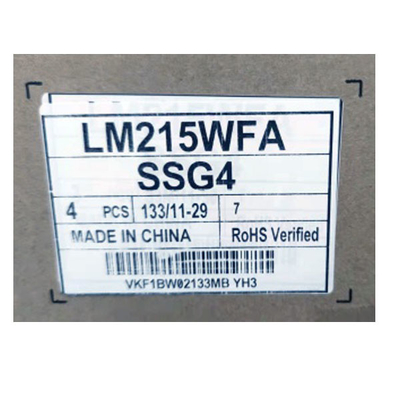 LM215WFA
SSG4
4 PCS 133/11-29 7
MADE IN CHINA RoHS Verified
VKF1BW02133MB YH3